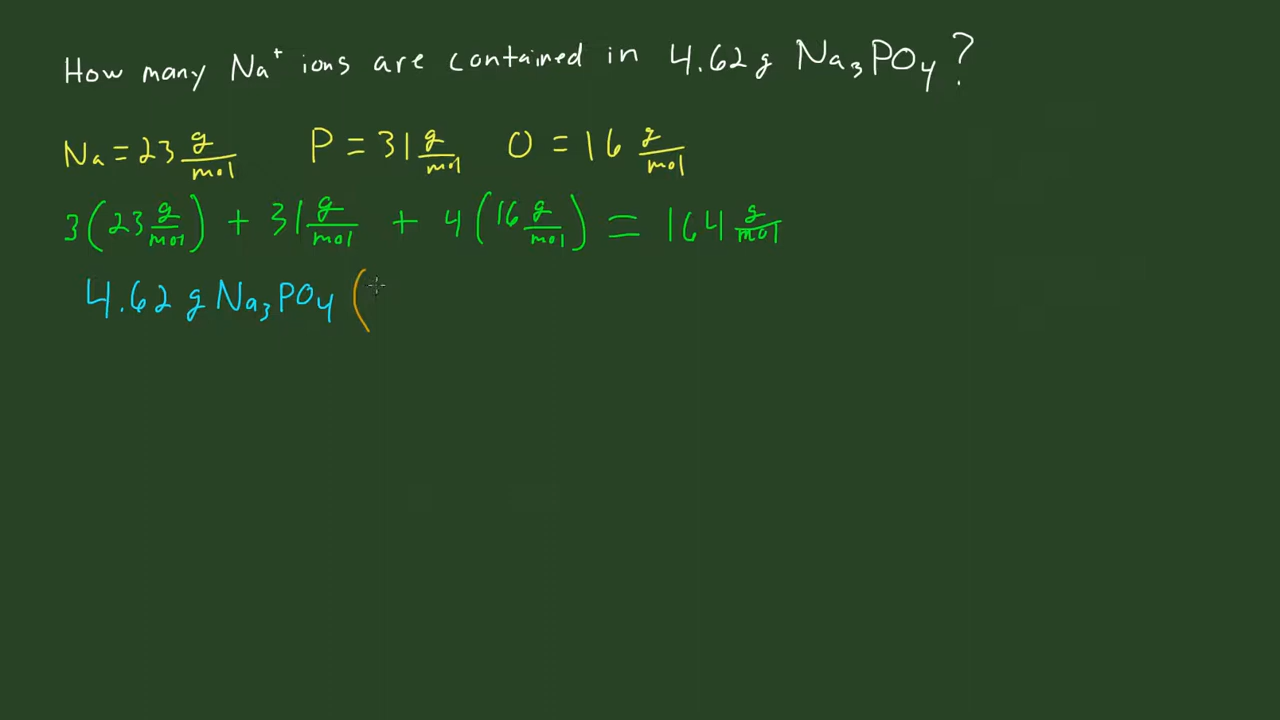 How many Na⁺ ions are contained in 4.62g Na₃PO₄?
Na = 23 g/mol P = 31 g/mol O = 16 g/mol
3(23 g/mol) + 31 g/mol + 4(16 g/mol) = 164 g/mol
4.62 g Na₃PO₄ (